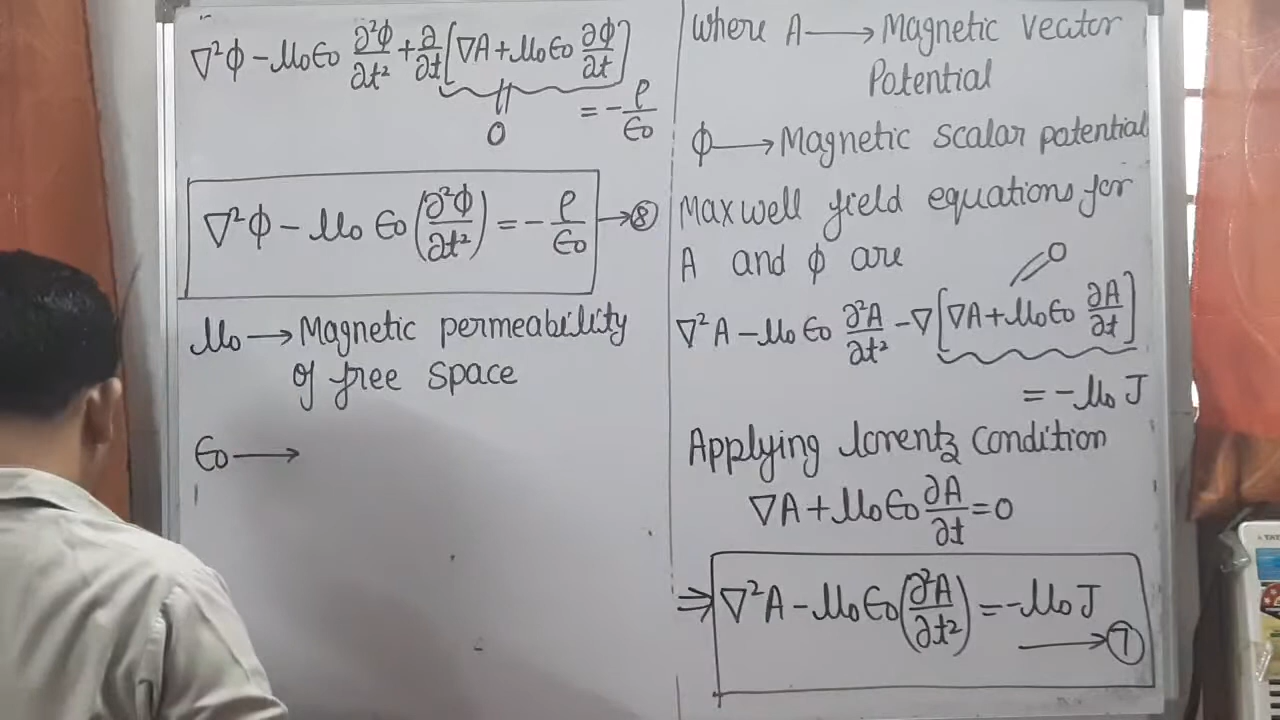 ∇²ϕ - μ₀ϵ₀ ∂²ϕ/∂t² + ∂/∂t [∇A + μ₀ϵ₀ ∂ϕ/∂t]
|| 0 = - ρ/ϵ₀
∇²ϕ - μ₀ ϵ₀ (∂²ϕ/∂t²) = - ρ/ϵ₀ → ⑧
μ₀ → Magnetic permeability
of free space
ϵ₀ →
where A → Magnetic vector
Potential
ϕ → Magnetic scalar potential
Maxwell field equations for
A and ϕ are
∇²A - μ₀ϵ₀ ∂²A/∂t² - ∇[∇A + μ₀ϵ₀ ∂A/∂t] = 0
= - μ₀ J
Applying lorentz Condition
∇A + μ₀ϵ₀ ∂A/∂t = 0
⇒ ∇²A - μ₀ϵ₀ (∂²A/∂t²) = - μ₀ J
→ ⑦